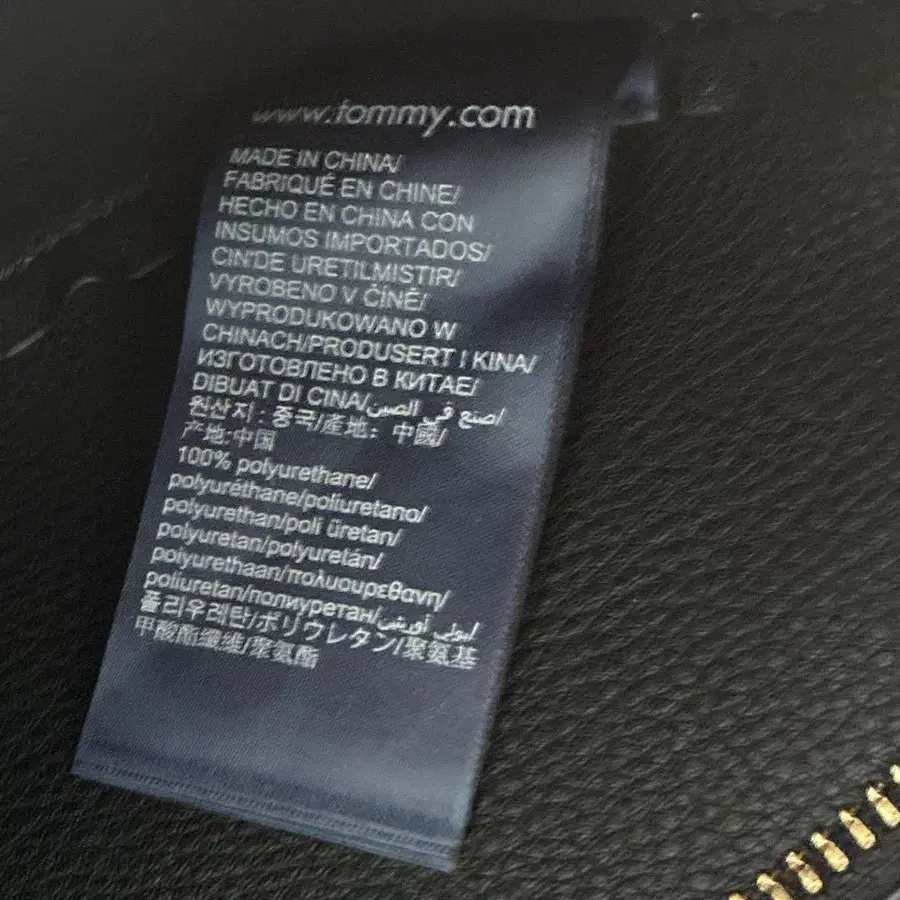 www.tommy.com
MADE IN CHINA/
FABRIQUÉ EN CHINE/
HECHO EN CHINA CON
INSUMOS IMPORTADOS/
CIN'DE URETILMISTIR/
VYROBENO V ČÍNĚ/
WYPRODUKOWANO W
CHINACH/PRODUSERT I KINA/
ИЗГОТОВЛЕНО В КИТАЕ/
DIBUAT DI CINA/صنع في الصين/
원산지 : 중국/產地: 中國/
产地:中国
100% polyurethane/
polyuréthane/poliuretano/
polyurethan/poli üretan/
polyuretan/polyuretán/
polyurethaan/πολυουρεθανη/
poliuretan/полиуретан/بولي أوريثين/
폴리우레탄/ポリウレタン/聚氨基
甲酸酯纖維/聚氨酯